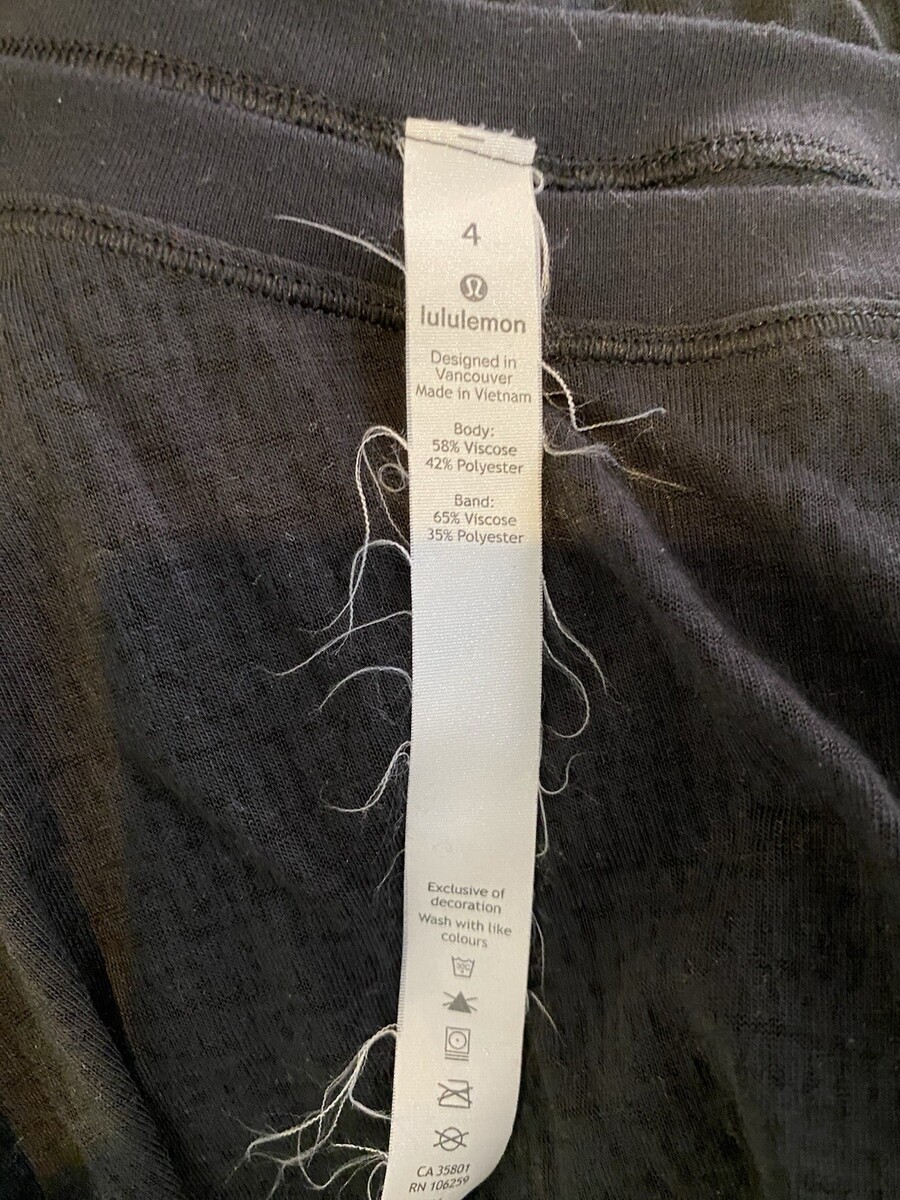 4
lululemon
Designed in
Vancouver
Made in Vietnam
Body:
58% Viscose
42% Polyester
Band:
65% Viscose
35% Polyester
Exclusive of
decoration
Wash with like
colours
CA 35801
RN 106259